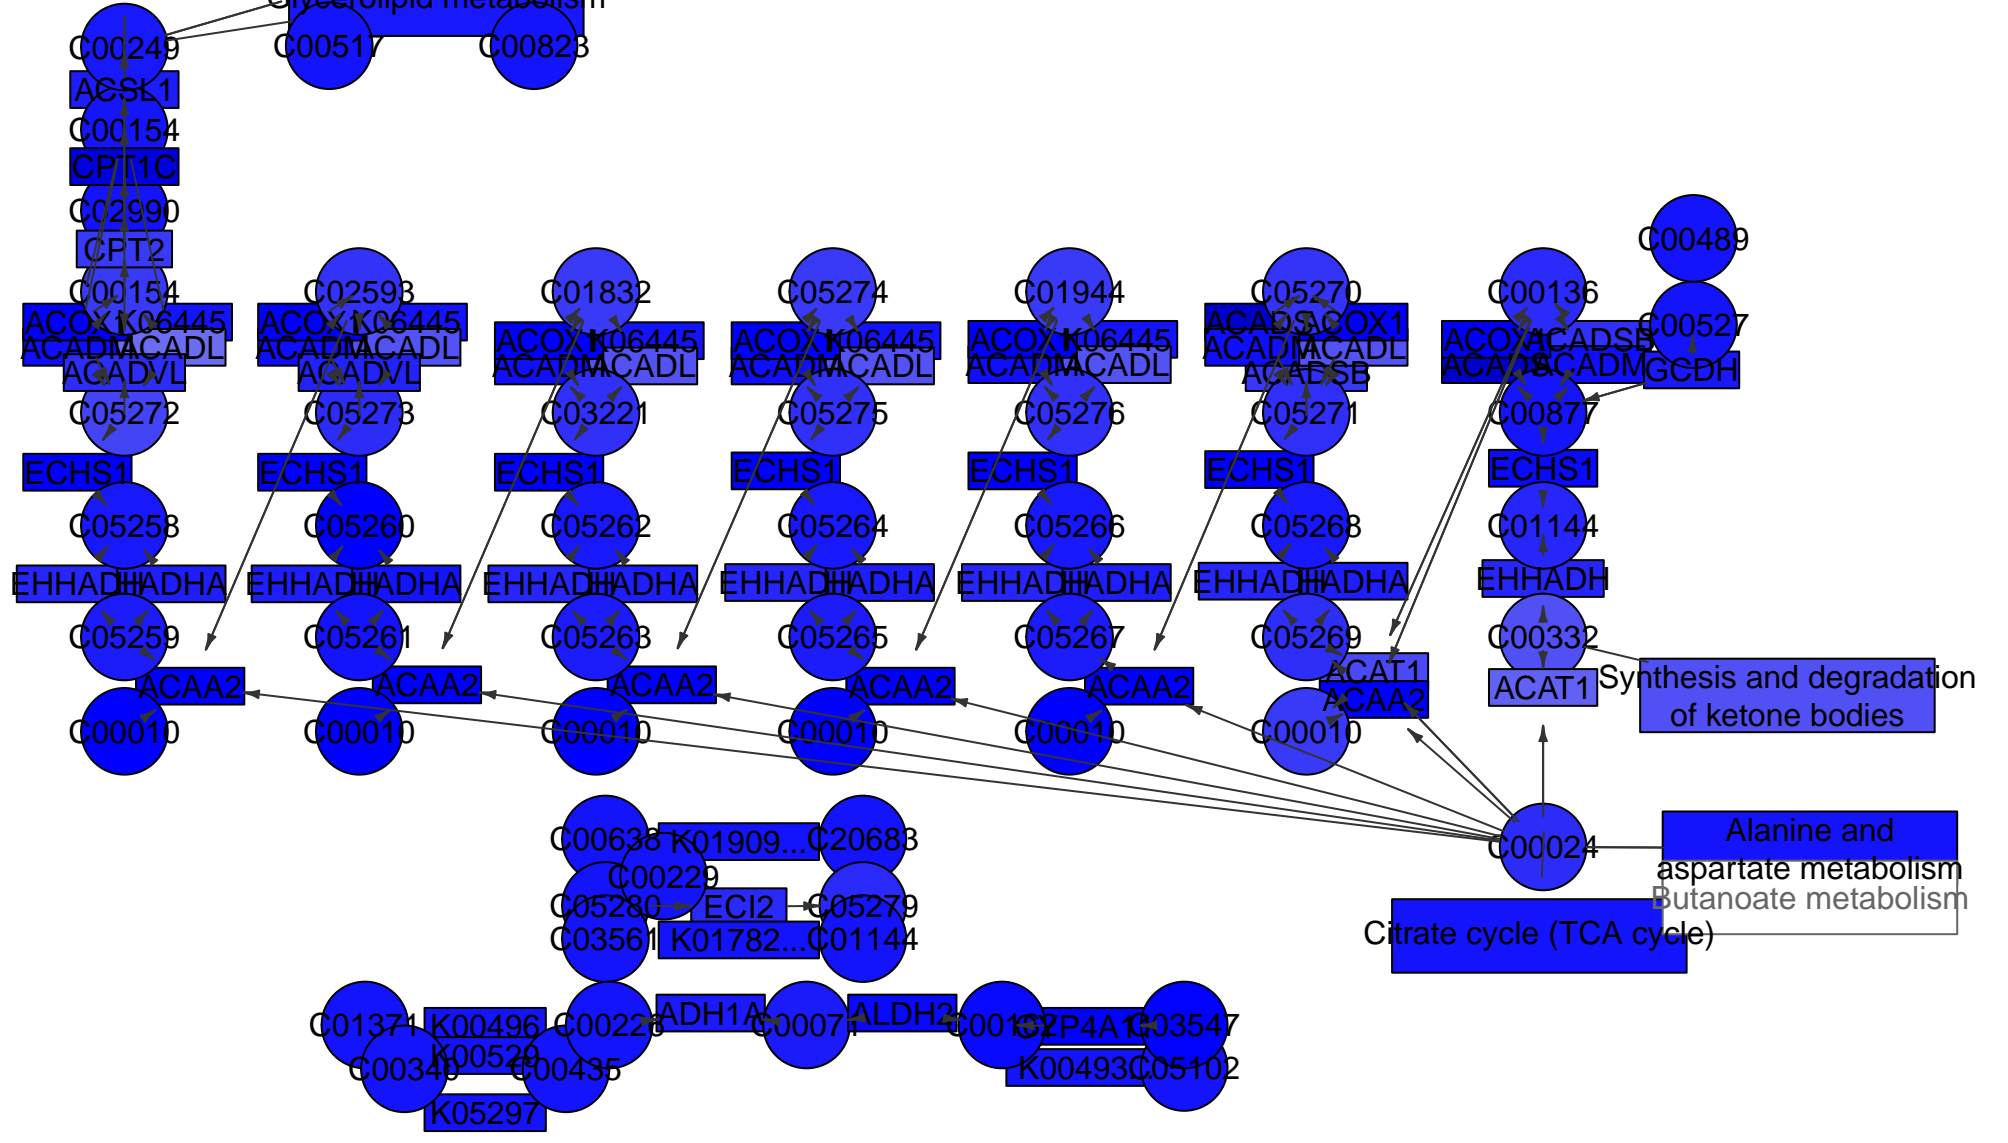 Glycerolipid metabolism
C00249
C00517
C00823
ACSL1
C00154
CPT1C
C02990
CPT2
C00154
C02593
C01832
C05274
C01944
C05270
C00136
C00489
C00527
ACOX1
K06445
ACADM
ACADL
ACADVL
ACOX1
K06445
ACADM
ACADL
ACADVL
ACOX1
K06445
ACADM
ACADL
ACOX1
K06445
ACADM
ACADL
ACOX1
K06445
ACADM
ACADL
ACADS
ACOX1
ACADM
ACADL
ACADSB
ACOX1
ACADSB
ACADS
ACADM
GCDH
C05272
C05273
C03221
C05275
C05276
C05271
C00877
ECHS1
ECHS1
ECHS1
ECHS1
ECHS1
ECHS1
ECHS1
C05258
C05260
C05262
C05264
C05266
C05268
C01144
EHHADH
HADHA
EHHADH
HADHA
EHHADH
HADHA
EHHADH
HADHA
EHHADH
HADHA
EHHADH
HADHA
EHHADH
C05259
C05261
C05263
C05265
C05267
C05269
C00332
ACAA2
ACAA2
ACAA2
ACAA2
ACAA2
ACAT1
ACAA2
ACAT1
Synthesis and degradation
of ketone bodies
C00010
C00010
C00010
C00010
C00010
C00010
C00638
K01909...
C20683
C00229
C00024
Alanine and
aspartate metabolism
Butanoate metabolism
C05280
ECI2
C05279
C03561
K01782...
C01144
Citrate cycle (TCA cycle)
C01371
K00496
C00226
ADH1A
C00071
ALDH2
C00162
C03547
K00529
C00340
C00435
K00493...
C05102
K05297